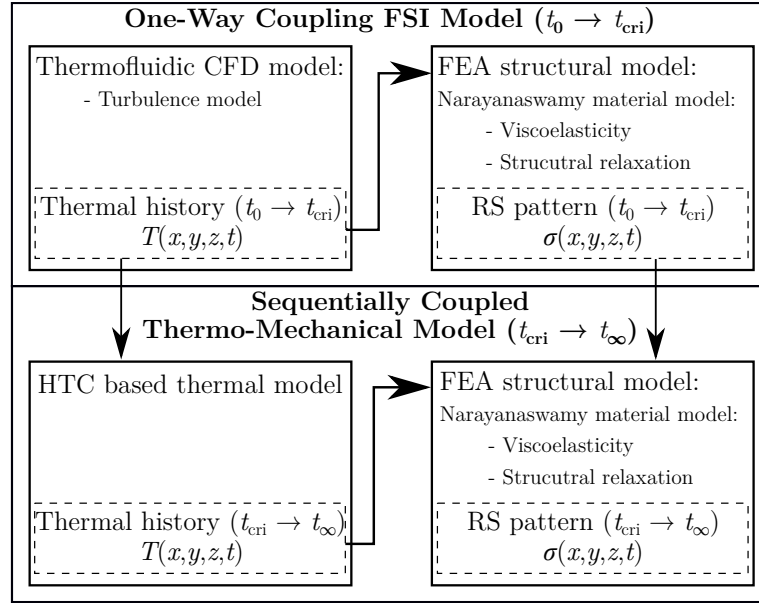 One-Way Coupling FSI Model (t₀ → t_cri)
Thermofluidic CFD model:
- Turbulence model
Thermal history (t₀ → t_cri)
T(x,y,z,t)
FEA structural model:
Narayanaswamy material model:
- Viscoelasticity
- Strucutral relaxation
RS pattern (t₀ → t_cri)
σ(x,y,z,t)
Sequentially Coupled
Thermo-Mechanical Model (t_cri → t_∞)
HTC based thermal model
Thermal history (t_cri → t_∞)
T(x,y,z,t)
FEA structural model:
Narayanaswamy material model:
- Viscoelasticity
- Strucutral relaxation
RS pattern (t_cri → t_∞)
σ(x,y,z,t)